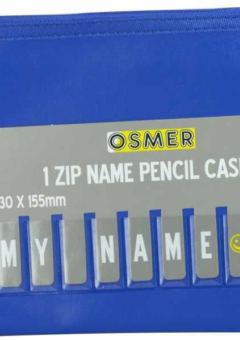 OSMER
1 ZIP NAME PENCIL CAS
30 X 155mm
MY NAME